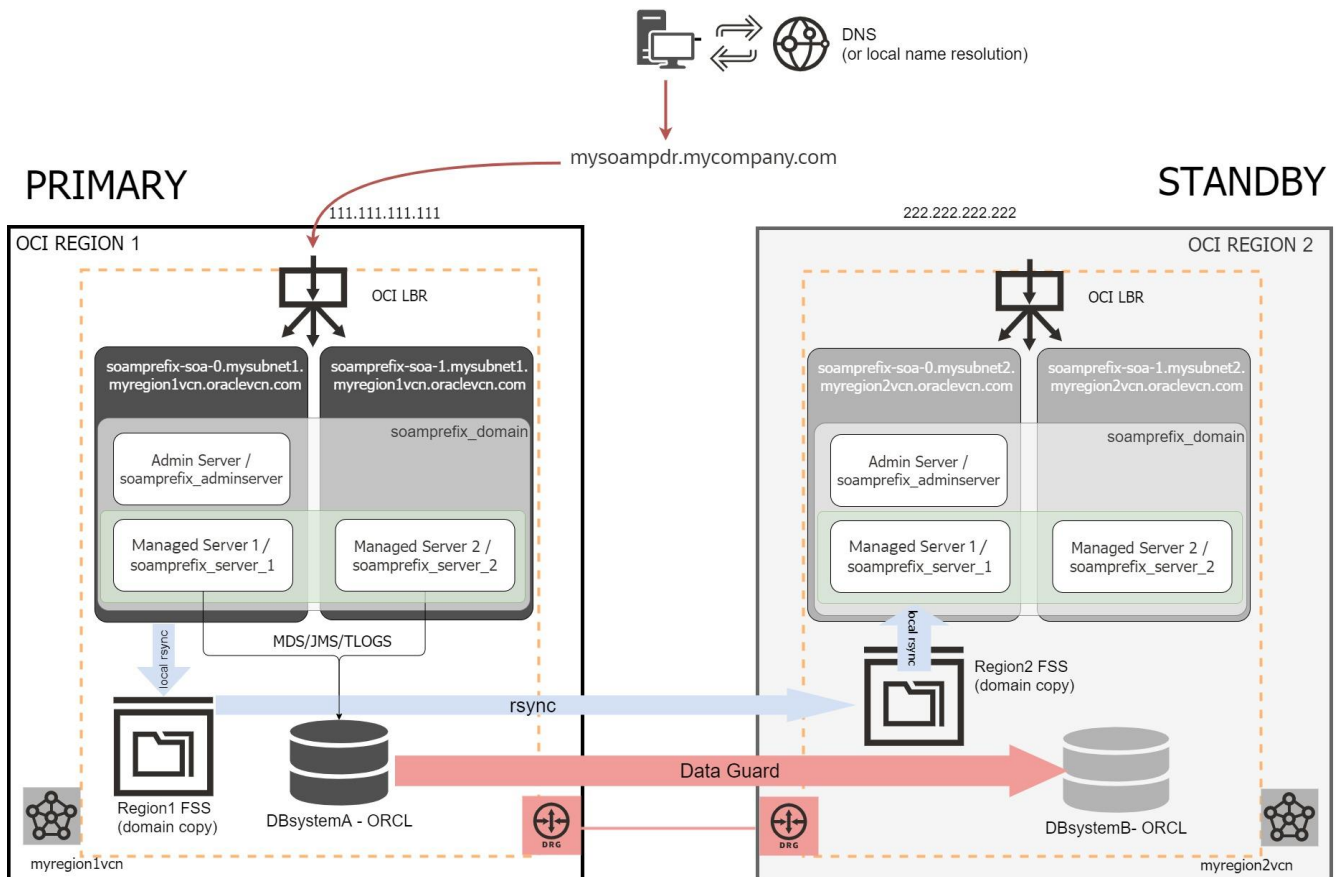 DNS
(or local name resolution)
mysoampdr.mycompany.com
PRIMARY
STANDBY
111.111.111.111
222.222.222.222
OCI REGION 1
OCI LBR
soamprefix-soa-0.mysubnet1.
myregion1vcn.oraclevcn.com
soamprefix-soa-1.mysubnet1.
myregion1vcn.oraclevcn.com
soamprefix_domain
Admin Server /
soamprefix_adminserver
Managed Server 1 /
soamprefix_server_1
Managed Server 2 /
soamprefix_server_2
local rsync
MDS/JMS/TLOGS
Region1 FSS
(domain copy)
DBsystemA - ORCL
DRG
myregion1vcn
rsync
Data Guard
OCI REGION 2
OCI LBR
soamprefix-soa-0.mysubnet2.
myregion2vcn.oraclevcn.com
soamprefix-soa-1.mysubnet2.
myregion2vcn.oraclevcn.com
soamprefix_domain
Admin Server /
soamprefix_adminserver
Managed Server 1 /
soamprefix_server_1
Managed Server 2 /
soamprefix_server_2
local rsync
Region2 FSS
(domain copy)
DBsystemB- ORCL
DRG
myregion2vcn